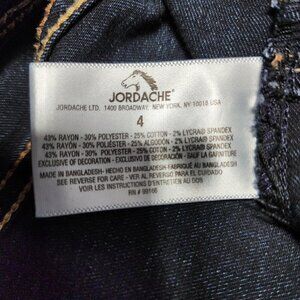 JORDACHE
JORDACHE LTD. 1400 BROADWAY, NEW YORK, NY 10018 USA
4
43% RAYON - 30% POLYESTER - 25% COTTON - 2% LYCRA® SPANDEX
43% RAYON - 30% POLIÉSTER - 25% ALGODÓN - 2% LYCRA® SPANDEX
43% RAYON - 30% POLYESTER - 25% COTON - 2% LYCRA® SPANDEX
EXCLUSIVE OF DECORATION - EXCLUSIVO DE DECORACIÓN - SAUF LA GARNITURE
MADE IN BANGLADESH - HECHO EN BANGLADESH - FABRIQUÉ AU BANGLADESH
SEE REVERSE FOR CARE - VER AL REVERSO PARA EL CUIDADO
VOIR LES INSTRUCTIONS D'ENTRETIEN AU DOS
RN # 99166